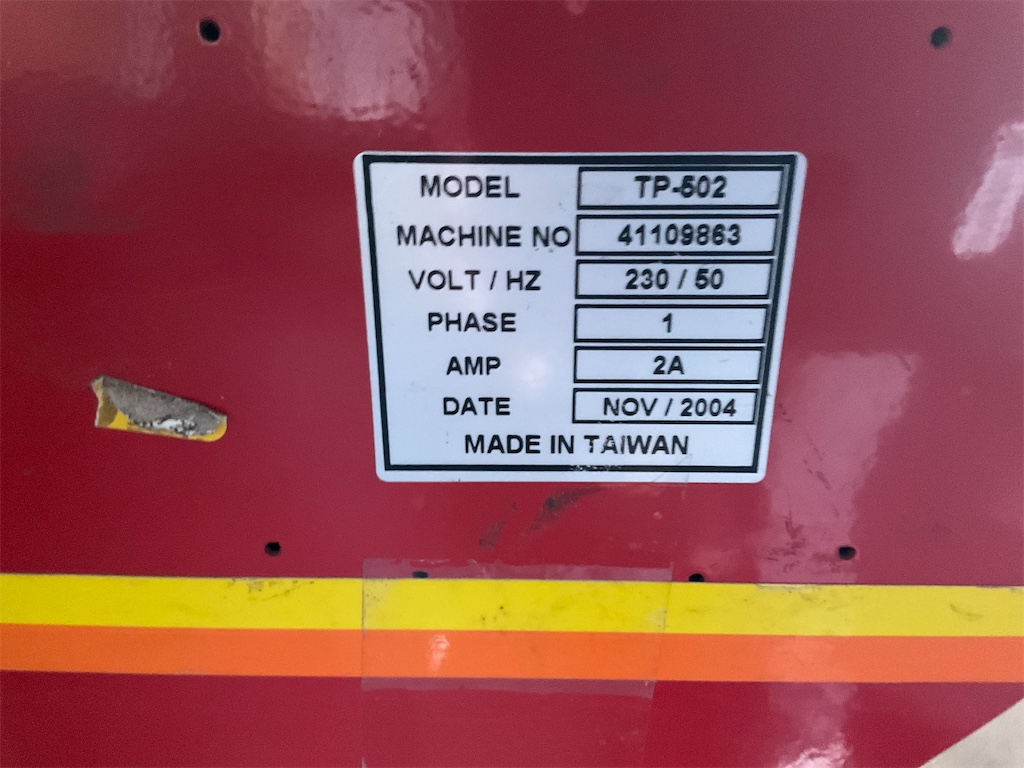 MODEL TP-502
MACHINE NO 41109863
VOLT / HZ 230 / 50
PHASE 1
AMP 2A
DATE NOV / 2004
MADE IN TAIWAN